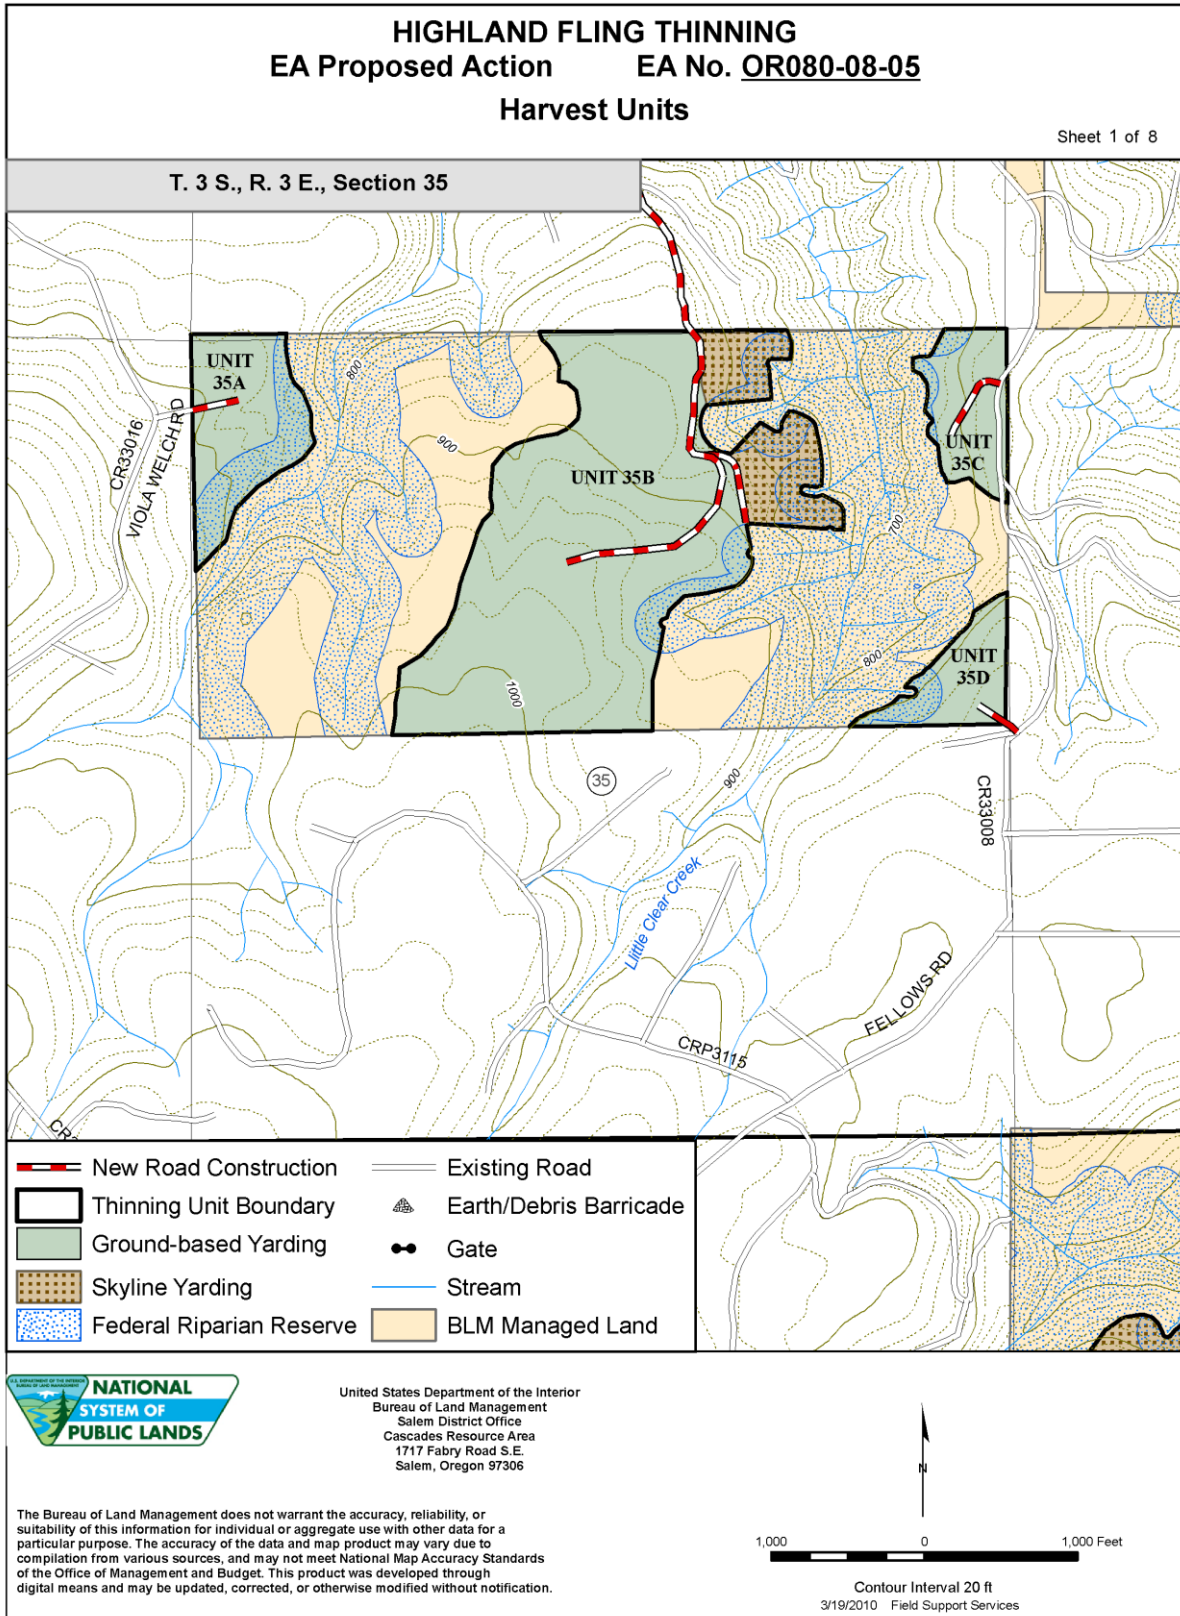 HIGHLAND FLING THINNING
EA Proposed Action EA No. OR080-08-05
Harvest Units
Sheet 1 of 8
T. 3 S., R. 3 E., Section 35
UNIT
35A
800
CR33016
VIOLA WELCH RD
900
UNIT 35B
UNIT
35C
700
1000
800
UNIT
35D
35
900
CR33008
Llittle Clear Creek
FELLOWS RD
CRP3115
New Road Construction
Existing Road
Thinning Unit Boundary
Earth/Debris Barricade
Ground-based Yarding
Gate
Skyline Yarding
Stream
Federal Riparian Reserve
BLM Managed Land
U.S. DEPARTMENT OF THE INTERIOR
BUREAU OF LAND MANAGEMENT
NATIONAL
SYSTEM OF
PUBLIC LANDS
United States Department of the Interior
Bureau of Land Management
Salem District Office
Cascades Resource Area
1717 Fabry Road S.E.
Salem, Oregon 97306
N
The Bureau of Land Management does not warrant the accuracy, reliability, or
suitability of this information for individual or aggregate use with other data for a
particular purpose. The accuracy of the data and map product may vary due to
compilation from various sources, and may not meet National Map Accuracy Standards
of the Office of Management and Budget. This product was developed through
digital means and may be updated, corrected, or otherwise modified without notification.
1,000 0 1,000 Feet
Contour Interval 20 ft
3/19/2010 Field Support Services